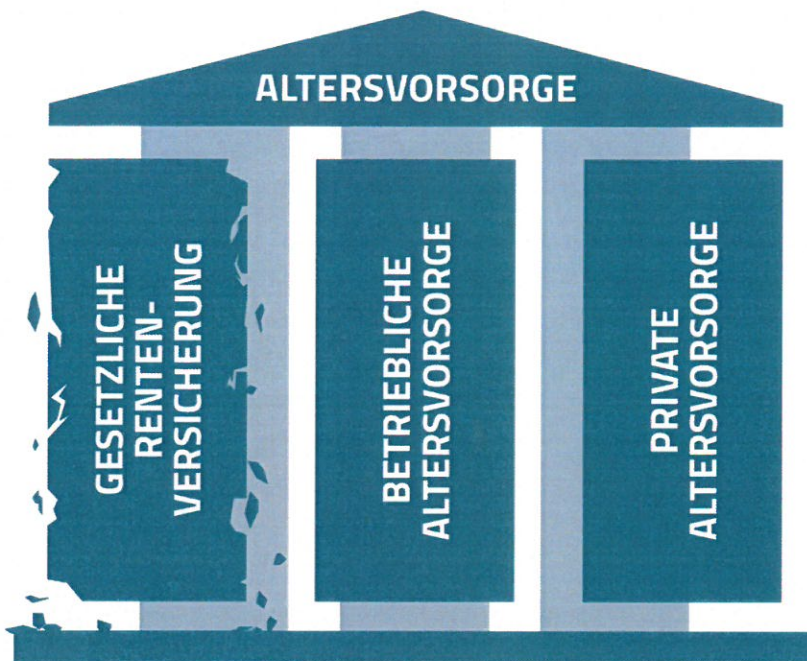 ALTERSVORSORGE
GESETZLICHE
RENTEN-
VERSICHERUNG
BETRIEBLICHE
ALTERSVORSORGE
PRIVATE
ALTERSVORSORGE